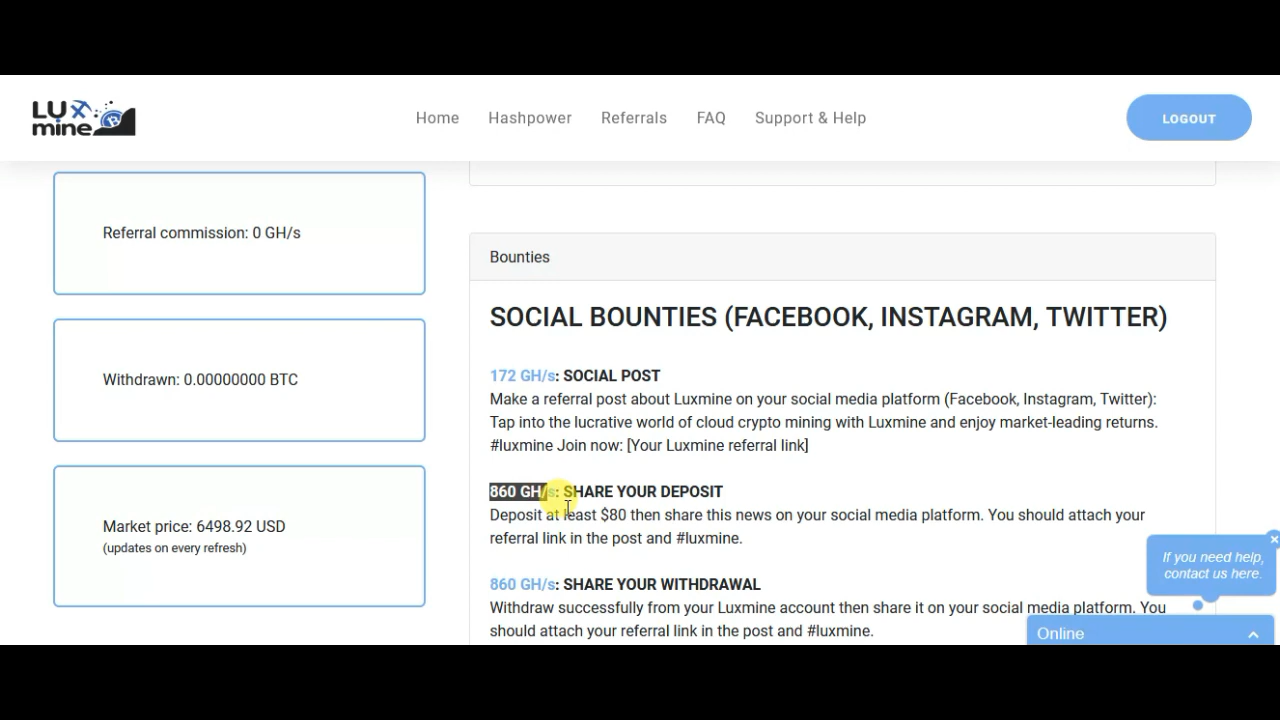 LUX
mine
Home
Hashpower
Referrals
FAQ
Support & Help
LOGOUT
Referral commission: 0 GH/s
Withdrawn: 0.00000000 BTC
Market price: 6498.92 USD
(updates on every refresh)
Bounties
SOCIAL BOUNTIES (FACEBOOK, INSTAGRAM, TWITTER)
172 GH/s: SOCIAL POST
Make a referral post about Luxmine on your social media platform (Facebook, Instagram, Twitter):
Tap into the lucrative world of cloud crypto mining with Luxmine and enjoy market-leading returns.
#luxmine Join now: [Your Luxmine referral link]
860 GH/s: SHARE YOUR DEPOSIT
Deposit at least $80 then share this news on your social media platform. You should attach your
referral link in the post and #luxmine.
860 GH/s: SHARE YOUR WITHDRAWAL
Withdraw successfully from your Luxmine account then share it on your social media platform. You
should attach your referral link in the post and #luxmine.
If you need help,
contact us here.
Online